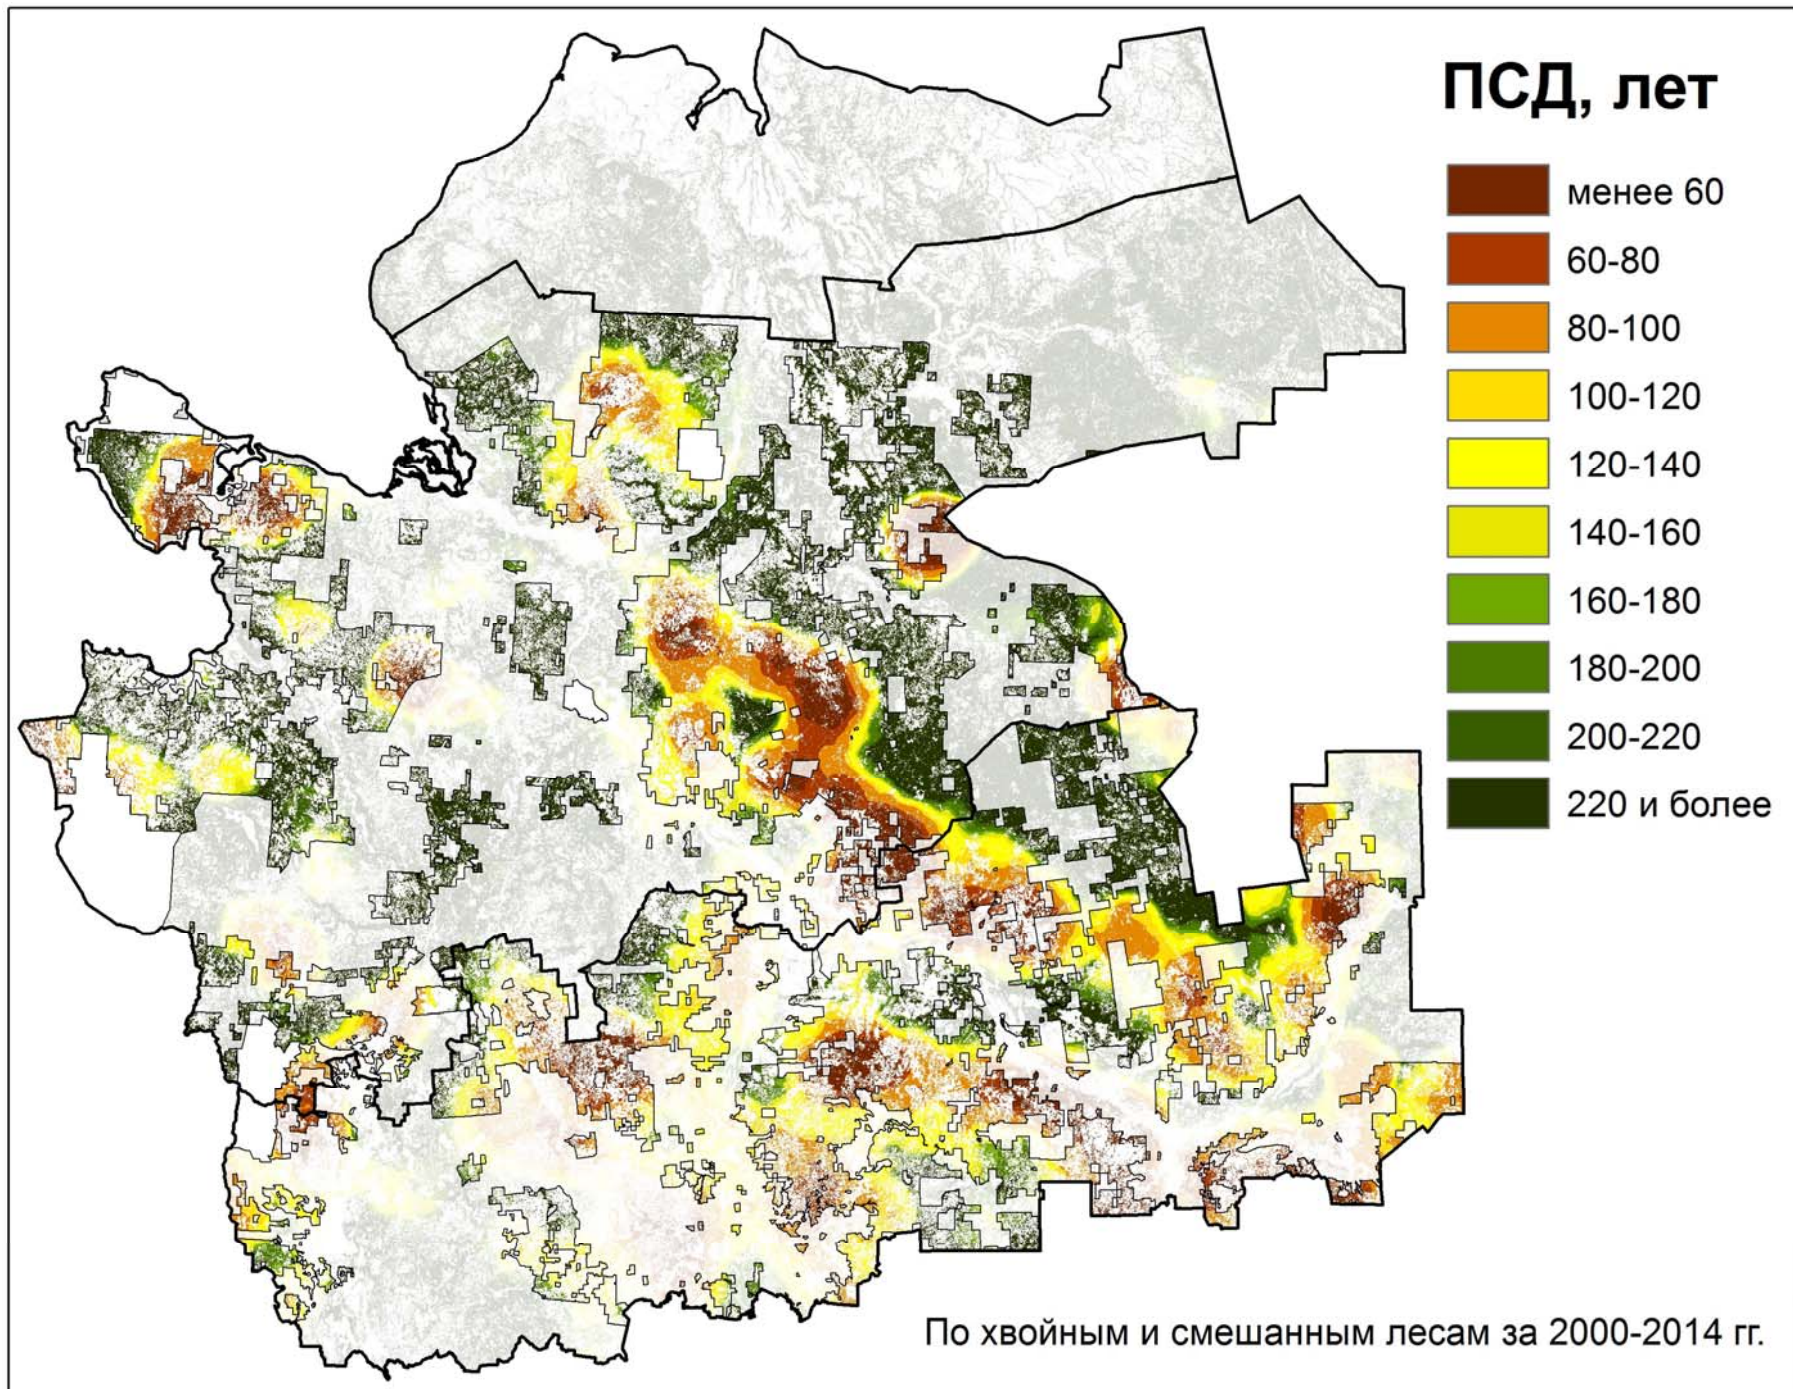 ПСД, лет
менее 60
60-80
80-100
100-120
120-140
140-160
160-180
180-200
200-220
220 и более
По хвойным и смешанным лесам за 2000-2014 гг.